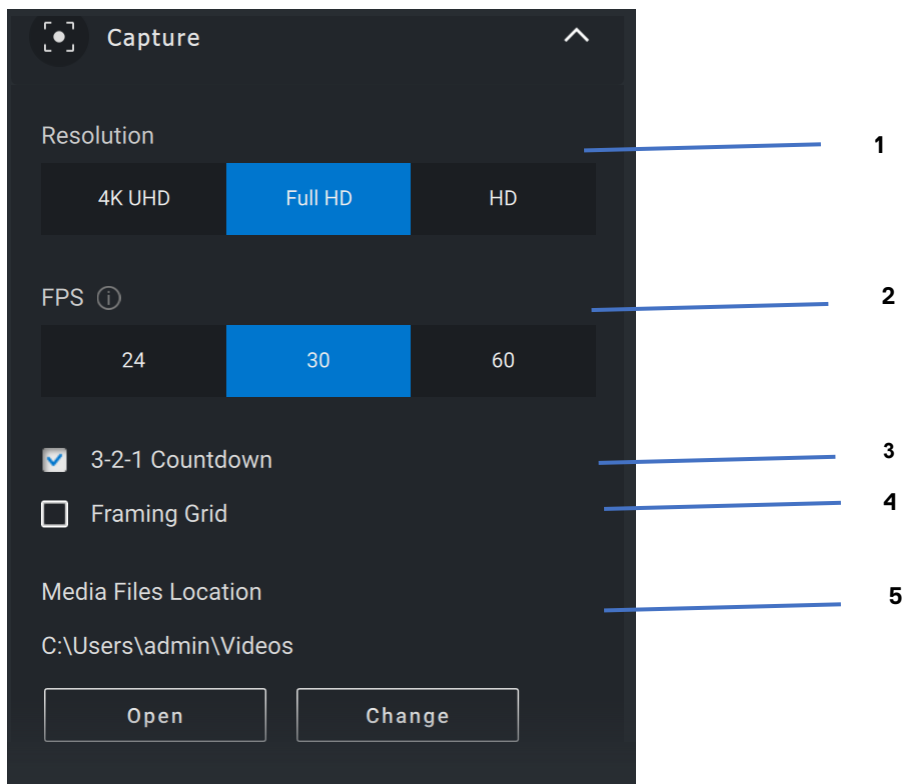 Capture
Resolution
1
4K UHD Full HD HD
FPS
2
24 30 60
3-2-1 Countdown
3
Framing Grid
4
Media Files Location
5
C:\Users\admin\Videos
Open Change